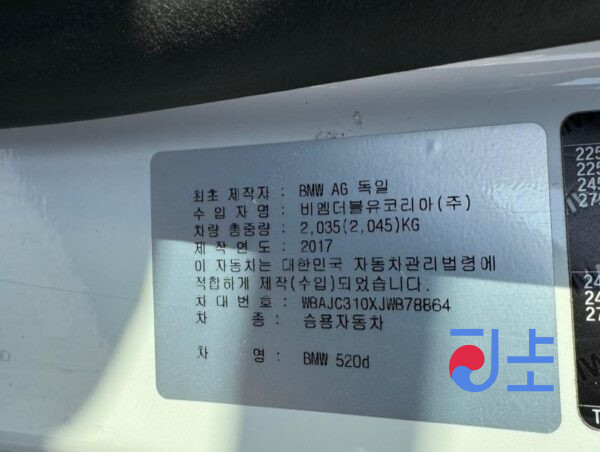 최초 제작자 : BMW AG 독일
수 입 자 명 : 비엠더블유코리아(주)
차량 총중량 : 2,035(2,045)KG
제 작 연 도 : 2017
이 자동차는 대한민국 자동차관리법령에
적합하게 제작(수입)되었습니다.
차 대 번 호 : WBAJC310XJWB78864
차 종 : 승용자동차
차 명 : BMW 520d
225
225
245